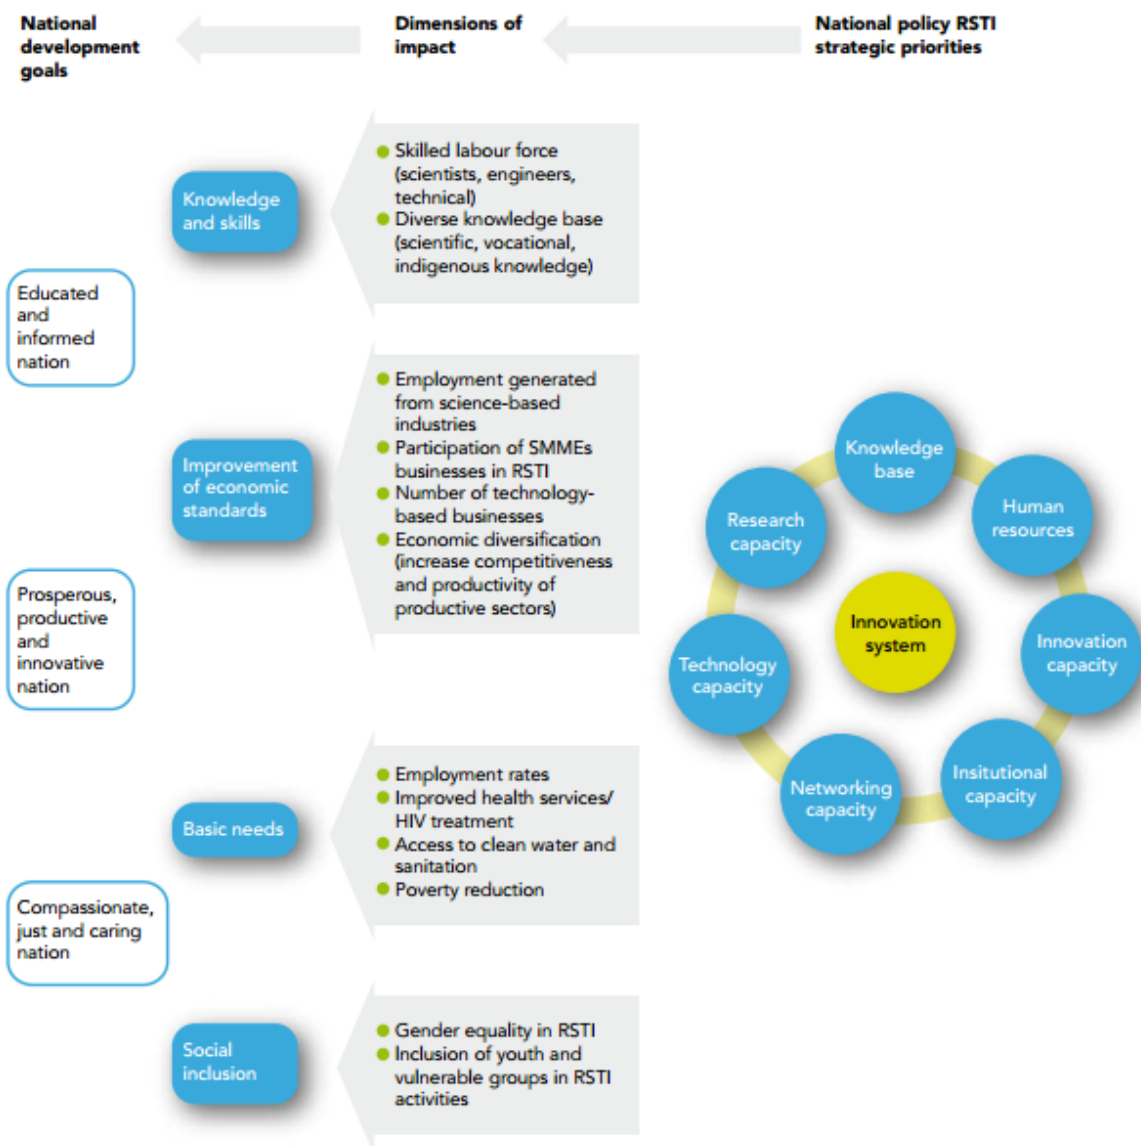 National
development
goals
Dimensions of
impact
National policy RSTI
strategic priorities
Knowledge
and skills
Skilled labour force
(scientists, engineers,
technical)
Diverse knowledge base
(scientific, vocational,
indigenous knowledge)
Educated
and
informed
nation
Improvement
of economic
standards
Employment generated
from science-based
industries
Participation of SMMEs
businesses in RSTI
Number of technology-
based businesses
Economic diversification
(increase competitiveness
and productivity of
productive sectors)
Prosperous,
productive
and
innovative
nation
Basic needs
Employment rates
Improved health services/
HIV treatment
Access to clean water and
sanitation
Poverty reduction
Compassionate,
just and caring
nation
Social
inclusion
Gender equality in RSTI
Inclusion of youth and
vulnerable groups in RSTI
activities
Knowledge
base
Human
resources
Innovation
capacity
Insitutional
capacity
Networking
capacity
Technology
capacity
Research
capacity
Innovation
system